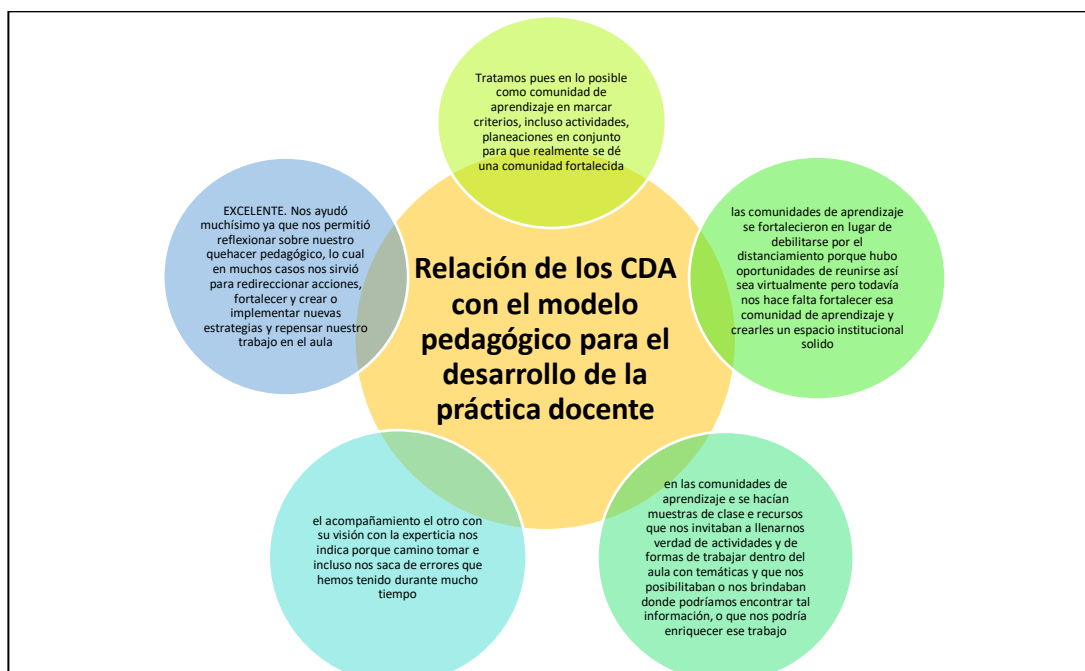 Tratamos pues en lo posible
como comunidad de
aprendizaje en marcar
criterios, incluso actividades,
planeaciones en conjunto
para que realmente se dé
una comunidad fortalecida
las comunidades de aprendizaje
se fortalecieron en lugar de
debilitarse por el
distanciamiento porque hubo
oportunidades de reunirse así
sea virtualmente pero todavía
nos hace falta fortalecer esa
comunidad de aprendizaje y
crearles un espacio institucional
solido
en las comunidades de
aprendizaje e se hacían
muestras de clase e recursos
que nos invitaban a llenarnos
verdad de actividades y de
formas de trabajar dentro del
aula con temáticas y que nos
posibilitaban o nos brindaban
donde podríamos encontrar tal
información, o que nos podría
enriquecer ese trabajo
el acompañamiento el otro con
su visión con la experticia nos
indica porque camino tomar e
incluso nos saca de errores que
hemos tenido durante mucho
tiempo
EXCELENTE. Nos ayudó
muchísimo ya que nos permitió
reflexionar sobre nuestro
quehacer pedagógico, lo cual
en muchos casos nos sirvió
para redireccionar acciones,
fortalecer y crear o
implementar nuevas
estrategias y repensar nuestro
trabajo en el aula
Relación de los CDA
con el modelo
pedagógico para el
desarrollo de la
práctica docente